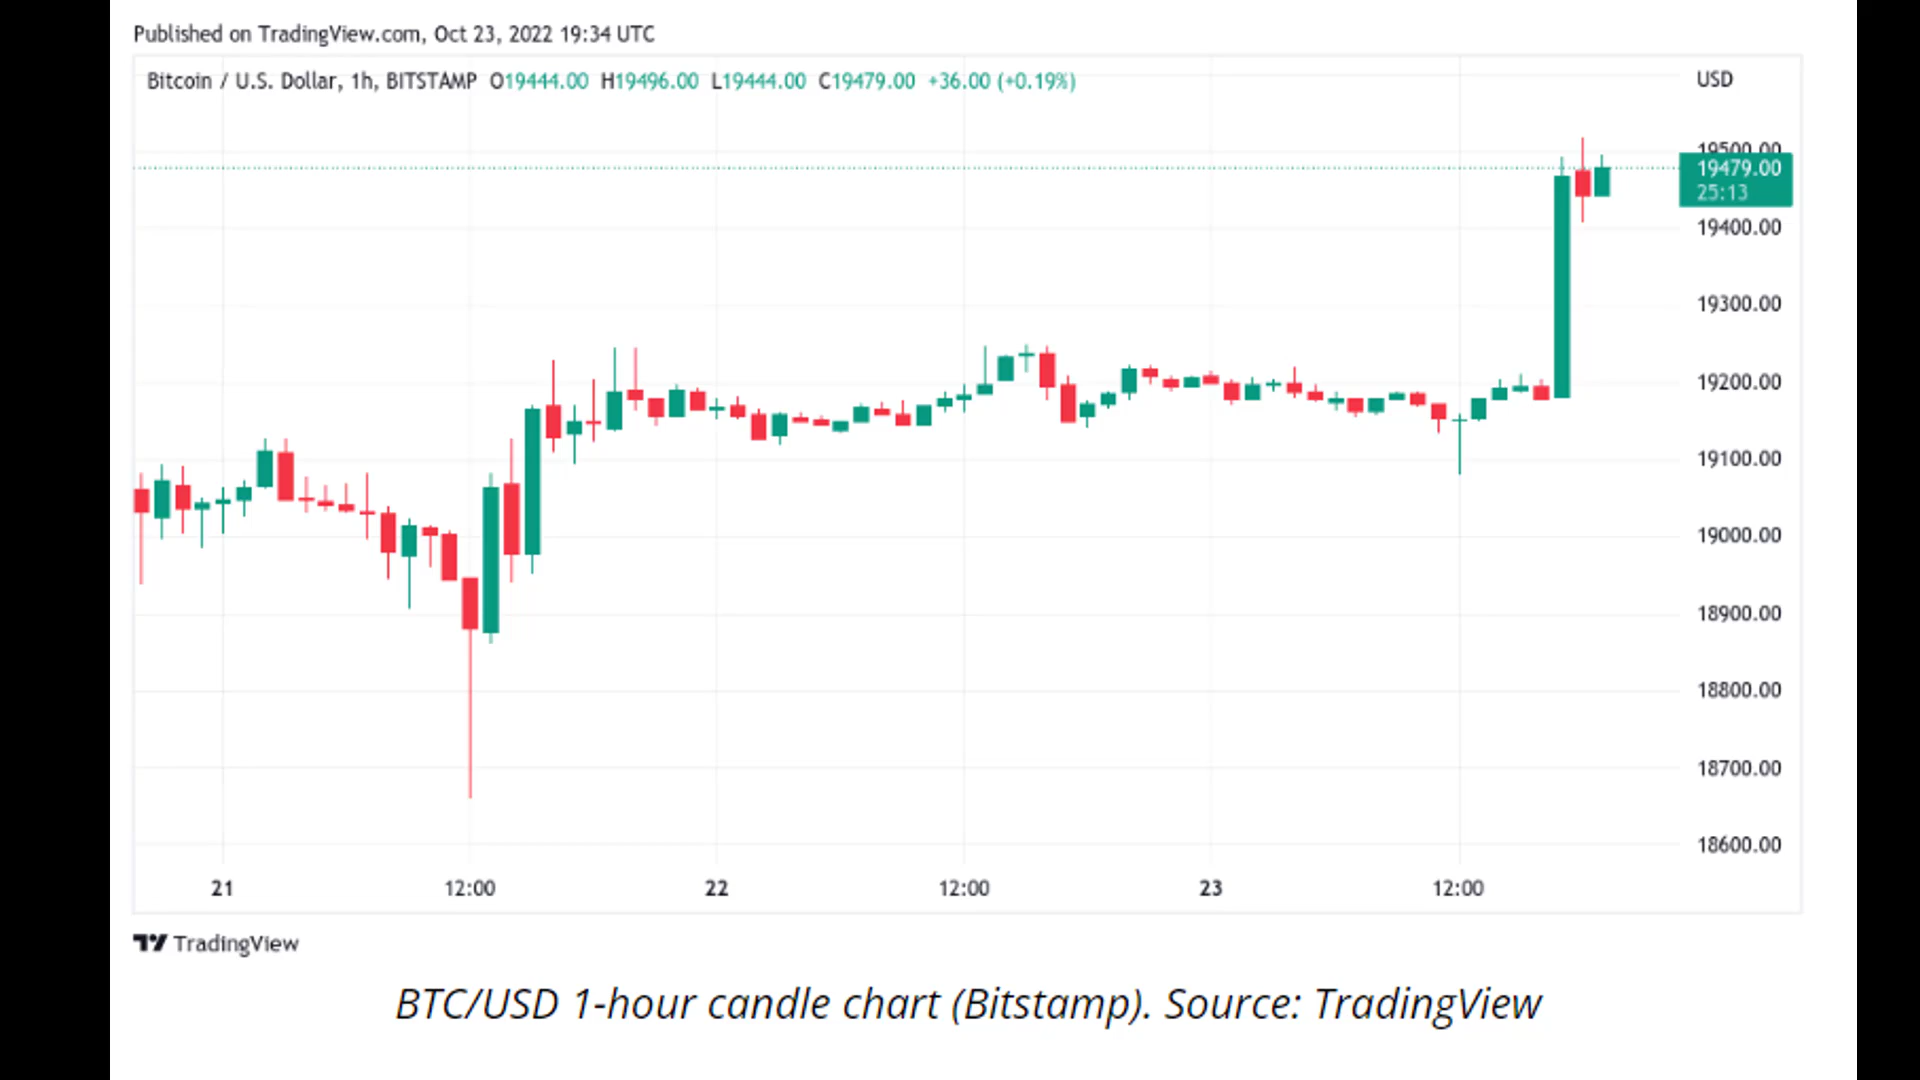 Published on TradingView.com, Oct 23, 2022 19:34 UTC
Bitcoin / U.S. Dollar, 1h, BITSTAMP O19444.00 H19496.00 L19444.00 C19479.00 +36.00 (+0.19%)
USD
19500.00
19479.00
25:13
19400.00
19300.00
19200.00
19100.00
19000.00
18900.00
18800.00
18700.00
18600.00
21 12:00 22 12:00 23 12:00
TradingView
BTC/USD 1-hour candle chart (Bitstamp). Source: TradingView